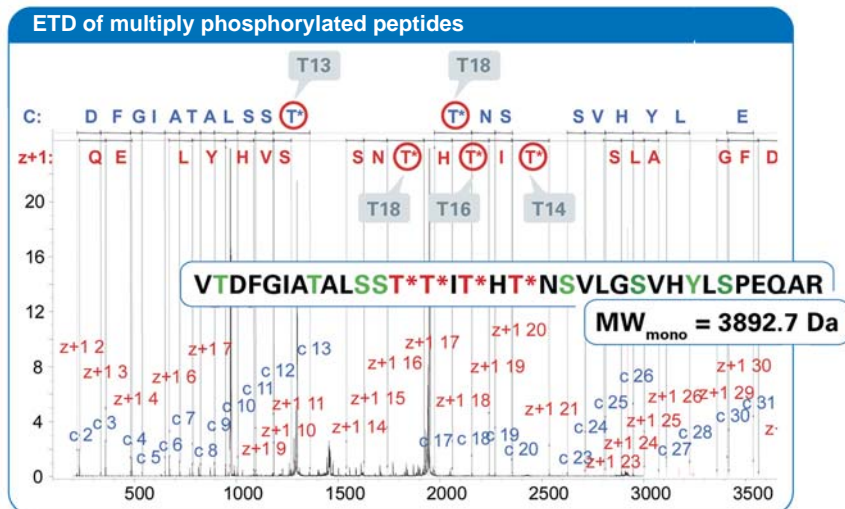 ETD of multiply phosphorylated peptides
T13 T18
C: D F G I A T A L S S T* T* N S S V H Y L E
z+1: Q E L Y H V S S N T* H T* I T* S L A G F D
T18 T16 T14
20
16
VTDFGIATALSST*T*IT*HT*NSVLGSVHYLSPEQAR
12
MWmono = 3892.7 Da
8
4
0
z+1 2
z+1 3
z+1 4
z+1 6
z+1 7
z+1 9
z+1 10
z+1 11
z+1 14
z+1 15
z+1 16
z+1 17
z+1 18
z+1 19
z+1 20
z+1 21
z+1 23
z+1 24
z+1 25
z+1 26
z+1 29
z+1 30
z+
c 2
c 3
c 4
c 5
c 6
c 7
c 8
c 9
c 10
c 11
c 12
c 13
c 17
c 18
c 19
c 20
c 23
c 24
c 25
c 26
c 27
c 28
c 30
c 31
500 1000 1500 2000 2500 3000 3500